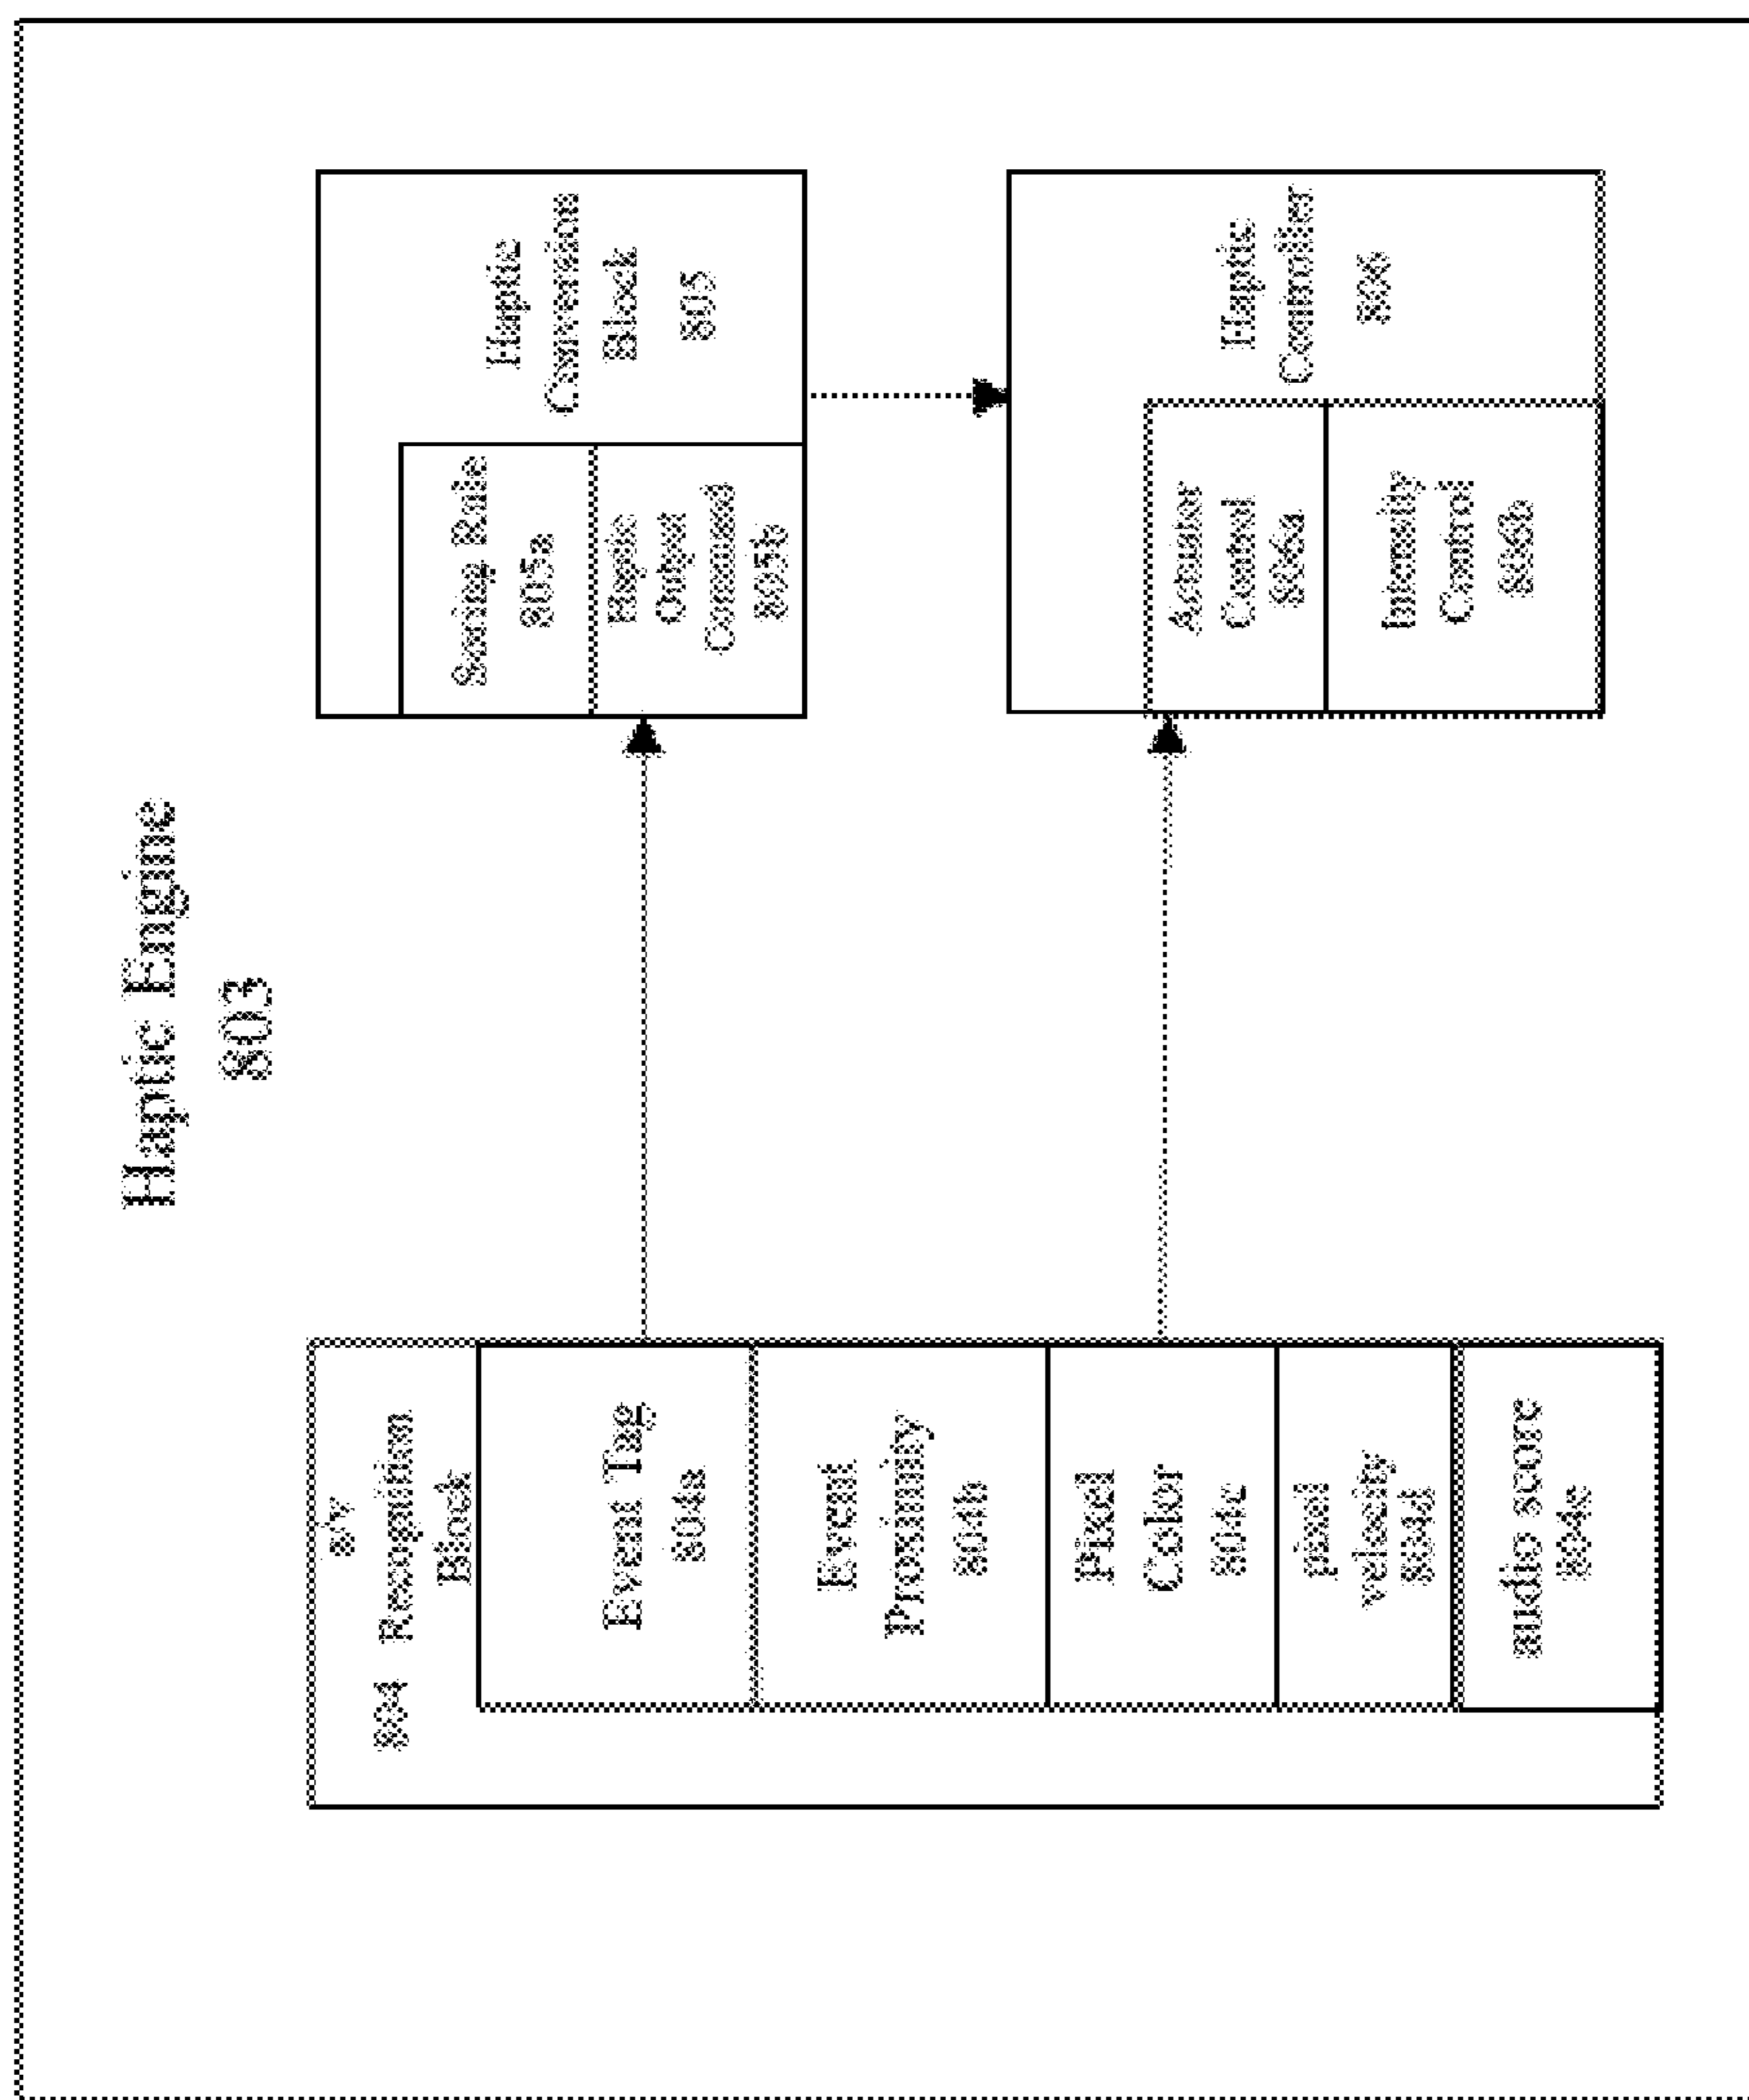 Haptic Engine
803
a/v
804 Recognition
Block
Event Tag
804a
Event
Proximity
804b
Pixel
Color
804c
pixel
velocity
804d
audio score
804e
Haptic
Conversion
Block
805
Rule
805a
Haptic
Output
Command
805b
Haptic
Controller
806
Actuator
Control
806a
Intensity
Control
806b